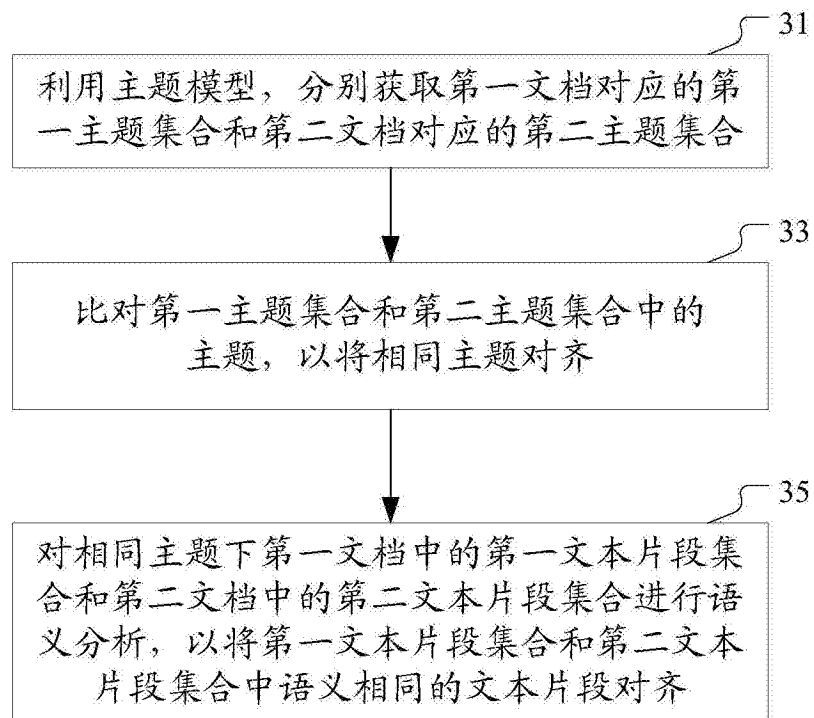 31
利用主题模型，分别获取第一文档对应的第
一主题集合和第二文档对应的第二主题集合
33
比对第一主题集合和第二主题集合中的
主题，以将相同主题对齐
35
对相同主题下第一文档中的第一文本片段集
合和第二文档中的第二文本片段集合进行语
义分析，以将第一文本片段集合和第二文本
片段集合中语义相同的文本片段对齐